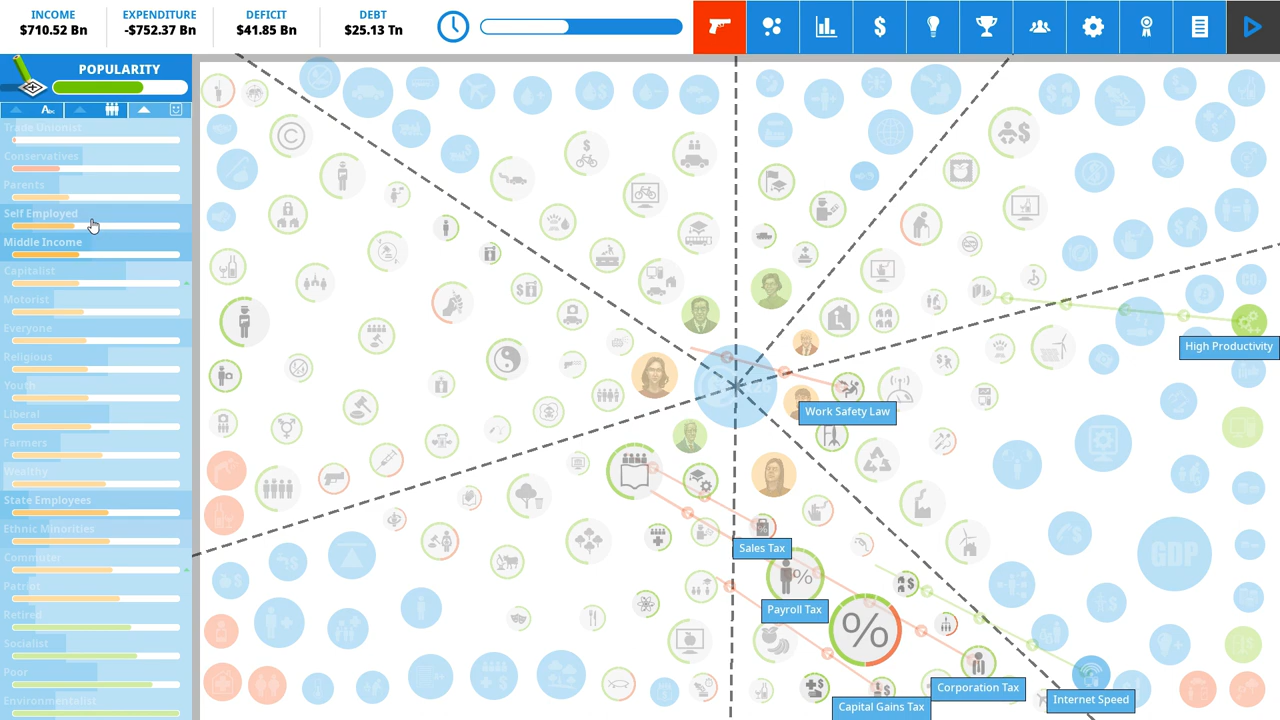 INCOME
$710.52 Bn
EXPENDITURE
-$752.37 Bn
DEFICIT
$41.85 Bn
DEBT
$25.13 Tn
POPULARITY
Trade Unionist
Conservatives
Parents
Self Employed
Middle Income
Capitalist
Motorist
Everyone
Religious
Youth
Liberal
Farmers
Wealthy
State Employees
Ethnic Minorities
Commuter
Patriot
Retired
Socialist
Poor
Environmentalist
High Productivity
Work Safety Law
Sales Tax
Payroll Tax
Corporation Tax
Capital Gains Tax
Internet Speed
GDP